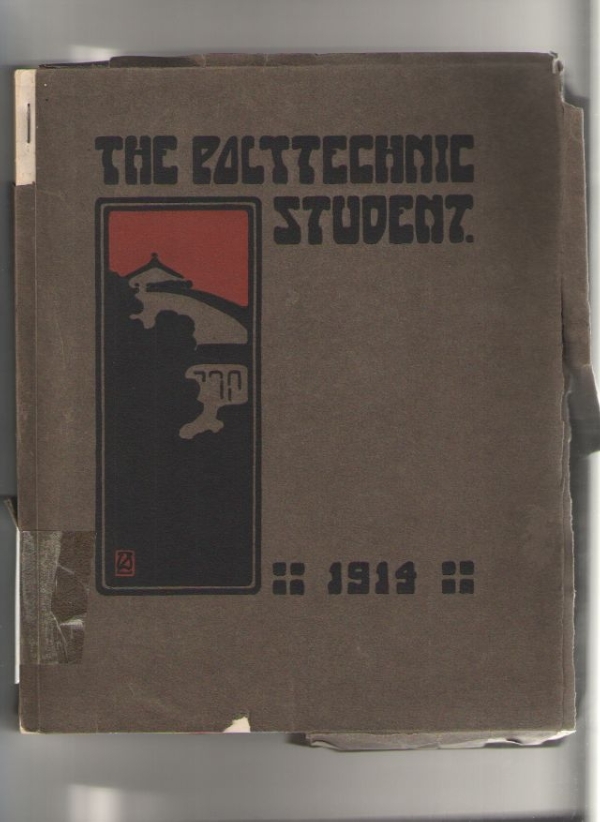 THE POLYTECHNIC
STUDENT.
1914